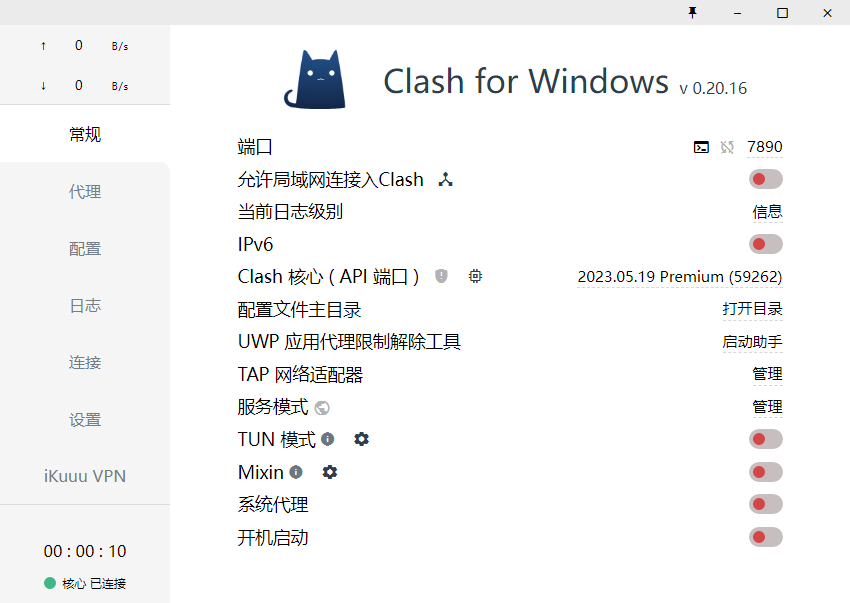 ↑ 0 B/s
↓ 0 B/s
常规
代理
配置
日志
连接
设置
iKuuu VPN
00 : 00 : 10
核心 已连接
Clash for Windows v 0.20.16
端口 7890
允许局域网连接入Clash
当前日志级别 信息
IPv6
Clash 核心 ( API 端口 ) 2023.05.19 Premium (59262)
配置文件主目录 打开目录
UWP 应用代理限制解除工具 启动助手
TAP 网络适配器 管理
服务模式 管理
TUN 模式
Mixin
系统代理
开机启动